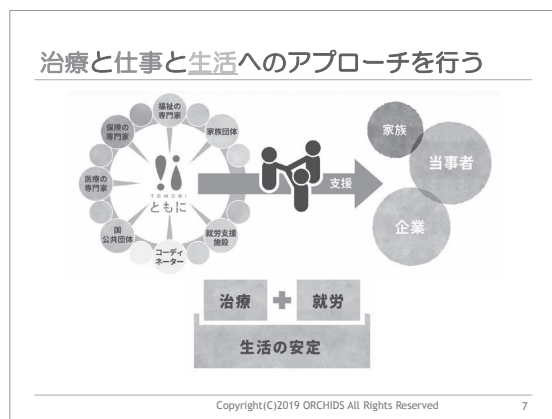 治療と仕事と生活へのアプローチを行う
福祉の
専門家
保険の
専門家
家族団体
医療の
専門家
TOMONI
ともに
国
公共団体
就労支援
施設
コーディ
ネーター
支援
家族
当事者
企業
治療
就労
生活の安定
Copyright(C)2019 ORCHIDS All Rights Reserved
7